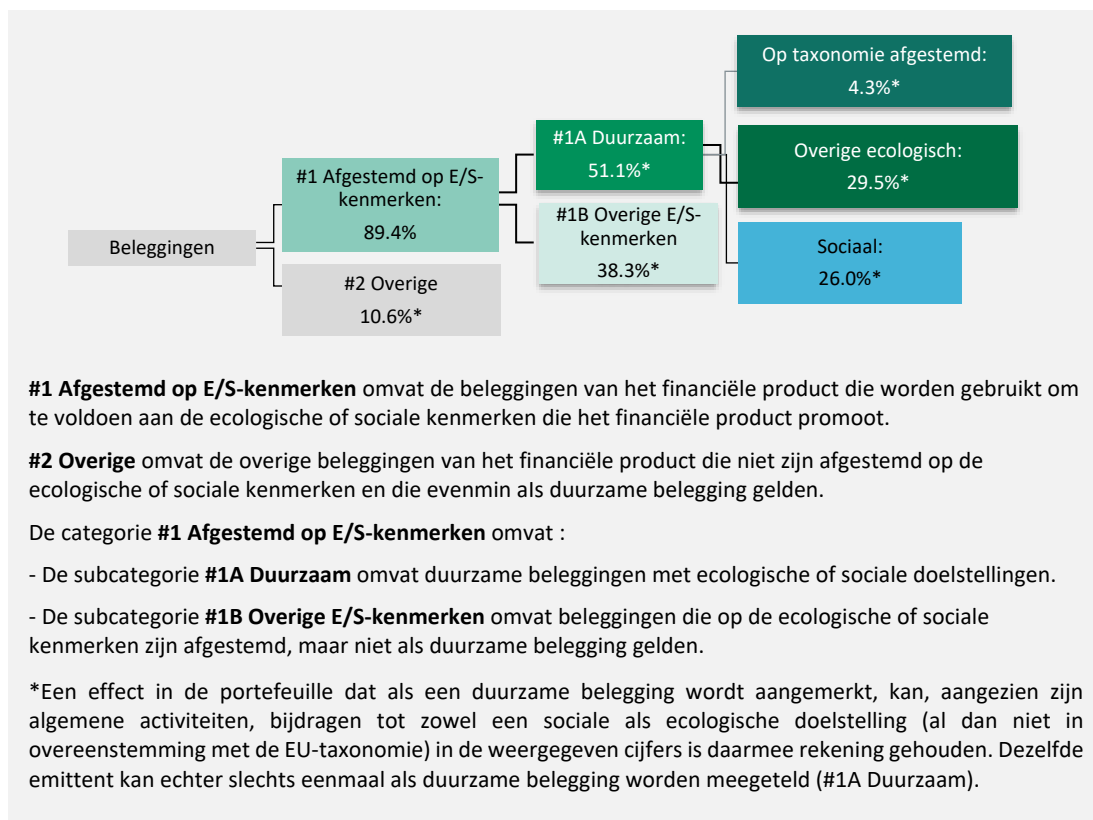 Beleggingen
#1 Afgestemd op E/S-
kenmerken:
89.4%
#2 Overige
10.6%*
#1A Duurzaam:
51.1%*
#1B Overige E/S-
kenmerken
38.3%*
Op taxonomie afgestemd:
4.3%*
Overige ecologisch:
29.5%*
Sociaal:
26.0%*
#1 Afgestemd op E/S-kenmerken omvat de beleggingen van het financiële product die worden gebruikt om
te voldoen aan de ecologische of sociale kenmerken die het financiële product promoot.
#2 Overige omvat de overige beleggingen van het financiële product die niet zijn afgestemd op de
ecologische of sociale kenmerken en die evenmin als duurzame belegging gelden.
De categorie #1 Afgestemd op E/S-kenmerken omvat :
- De subcategorie #1A Duurzaam omvat duurzame beleggingen met ecologische of sociale doelstellingen.
- De subcategorie #1B Overige E/S-kenmerken omvat beleggingen die op de ecologische of sociale
kenmerken zijn afgestemd, maar niet als duurzame belegging gelden.
*Een effect in de portefeuille dat als een duurzame belegging wordt aangemerkt, kan, aangezien zijn
algemene activiteiten, bijdragen tot zowel een sociale als ecologische doelstelling (al dan niet in
overeenstemming met de EU-taxonomie) in de weergegeven cijfers is daarmee rekening gehouden. Dezelfde
emittent kan echter slechts eenmaal als duurzame belegging worden meegeteld (#1A Duurzaam).